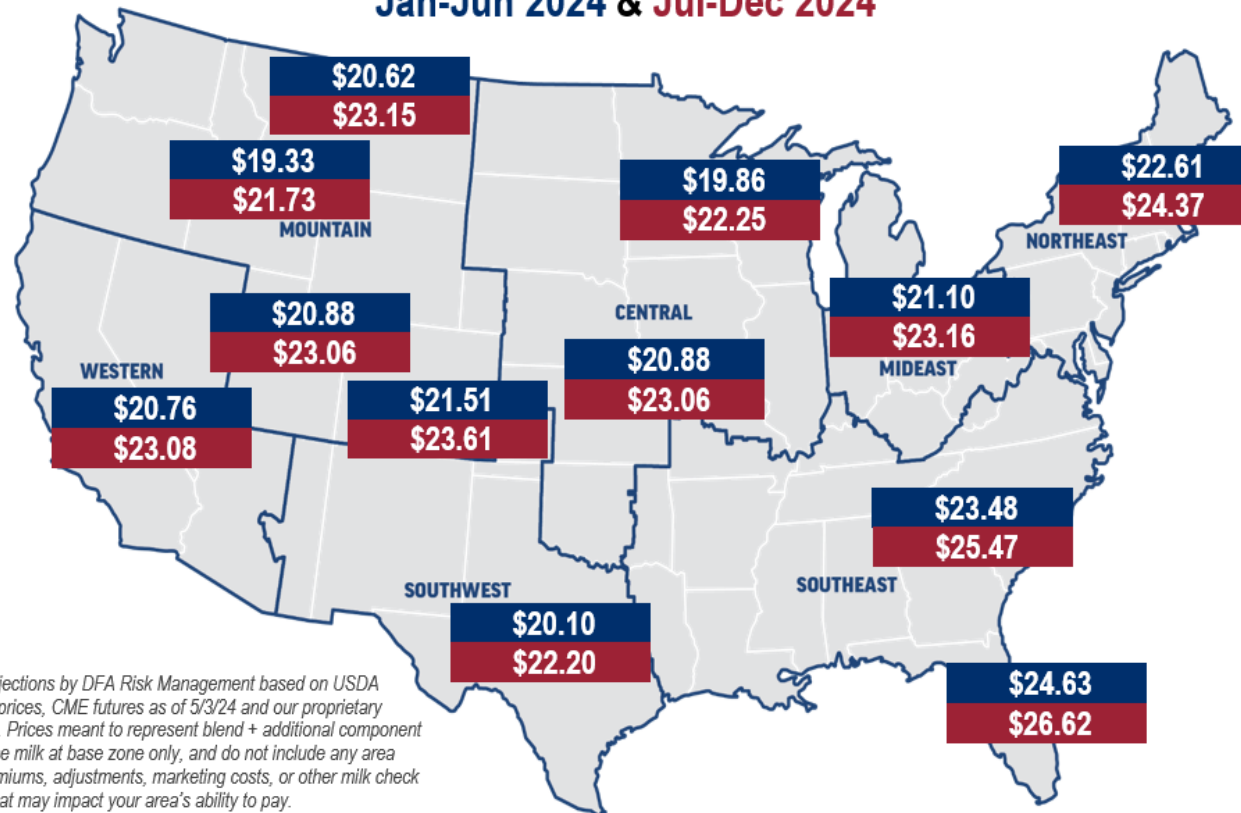 Jan-Jun 2024 & Jul-Dec 2024
$20.62
$23.15
$19.33
$21.73
MOUNTAIN
$19.86
$22.25
$22.61
$24.37
NORTHEAST
$20.88
$23.06
CENTRAL
$21.10
$23.16
MIDEAST
WESTERN
$20.76
$23.08
$21.51
$23.61
$20.88
$23.06
$23.48
$25.47
SOUTHEAST
SOUTHWEST
$20.10
$22.20
$24.63
$26.62
jections by DFA Risk Management based on USDA
prices, CME futures as of 5/3/24 and our proprietary
. Prices meant to represent blend + additional component
e milk at base zone only, and do not include any area
miums, adjustments, marketing costs, or other milk check
at may impact your area's ability to pay.